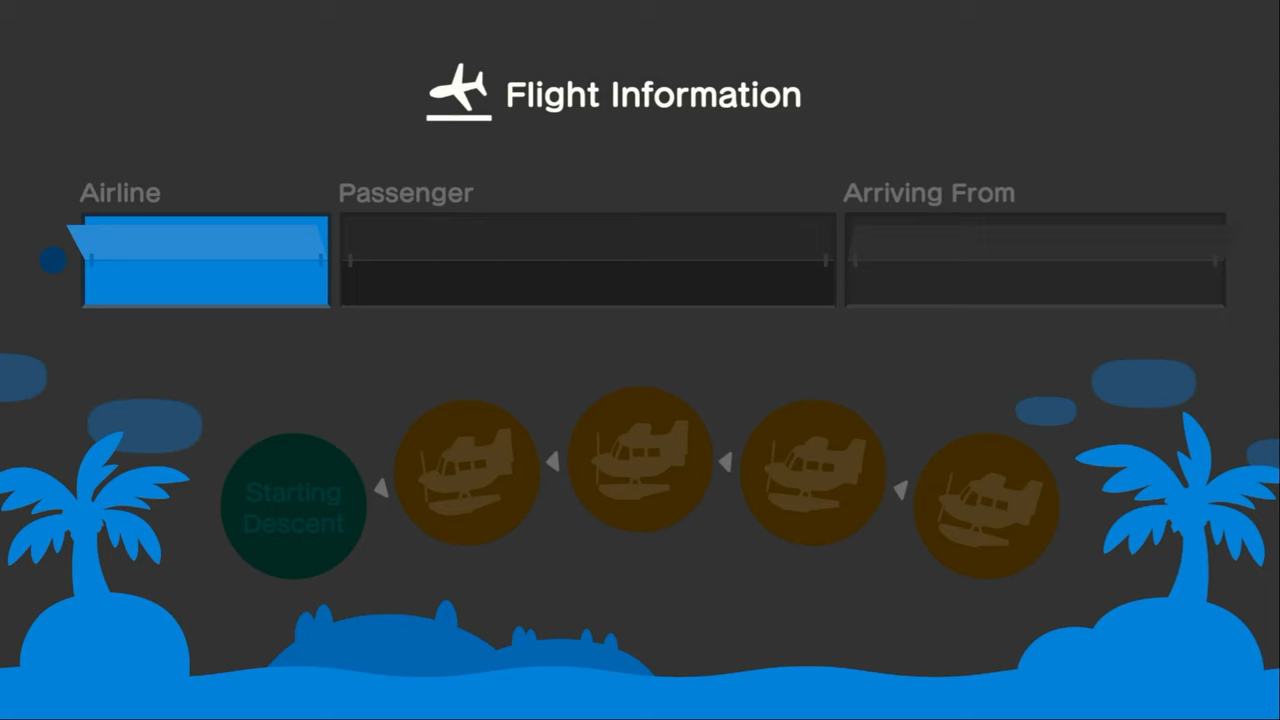 Flight Information
Airline
Passenger
Arriving From
Starting
Descent